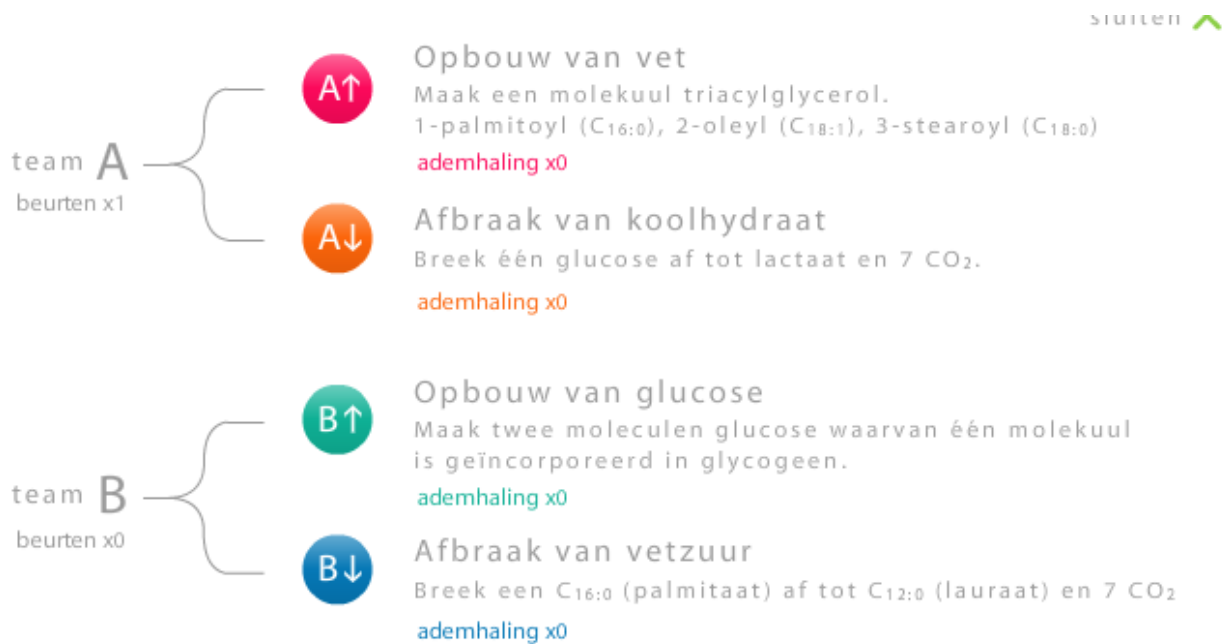 sluiten
A↑
Opbouw van vet
Maak een molekuul triacylglycerol.
1-palmitoyl (C₁₆:₀), 2-oleyl (C₁₈:₁), 3-stearoyl (C₁₈:₀)
ademhaling x0
team A
beurten x1
A↓
Afbraak van koolhydraat
Breek één glucose af tot lactaat en 7 CO₂.
ademhaling x0
B↑
Opbouw van glucose
Maak twee moleculen glucose waarvan één molekuul
is geïncorporeerd in glycogeen.
ademhaling x0
team B
beurten x0
B↓
Afbraak van vetzuur
Breek een C₁₆:₀ (palmitaat) af tot C₁₂:₀ (lauraat) en 7 CO₂
ademhaling x0